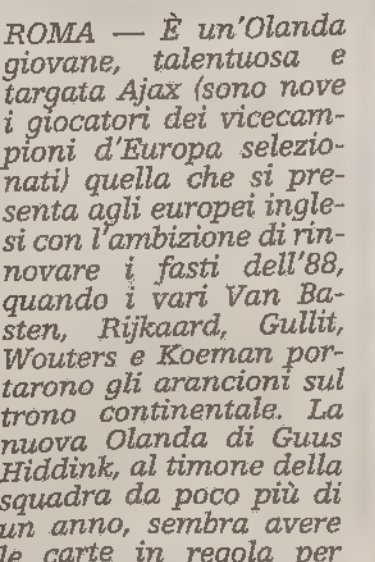 ROMA — È un'Olanda
giovane, talentuosa e
targata Ajax (sono nove
i giocatori dei vicecam-
pioni d'Europa selezio-
nati) quella che si pre-
senta agli europei ingle-
si con l'ambizione di rin-
novare i fasti dell'88,
quando i vari Van Ba-
sten, Rijkaard, Gullit,
Wouters e Koeman por-
tarono gli arancioni sul
trono continentale. La
nuova Olanda di Guus
Hiddink, al timone della
squadra da poco più di
un anno, sembra avere
le carte in regola per